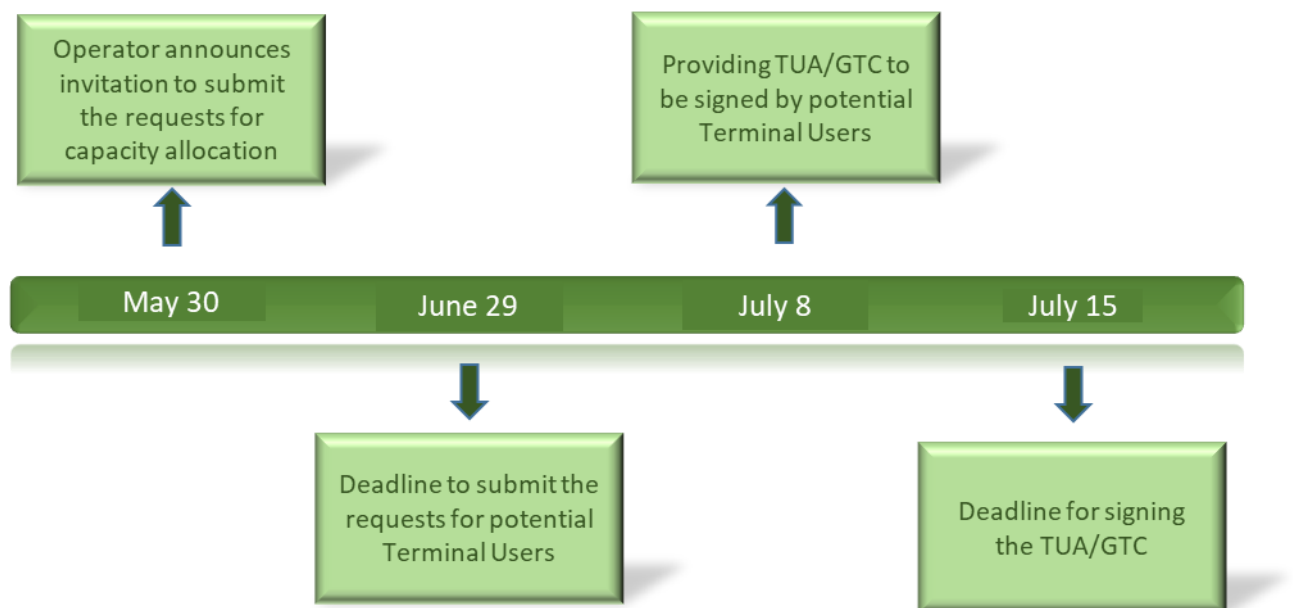 Operator announces
invitation to submit
the requests for
capacity allocation
Providing TUA/GTC to
be signed by potential
Terminal Users
May 30
June 29
July 8
July 15
Deadline to submit the
requests for potential
Terminal Users
Deadline for signing
the TUA/GTC